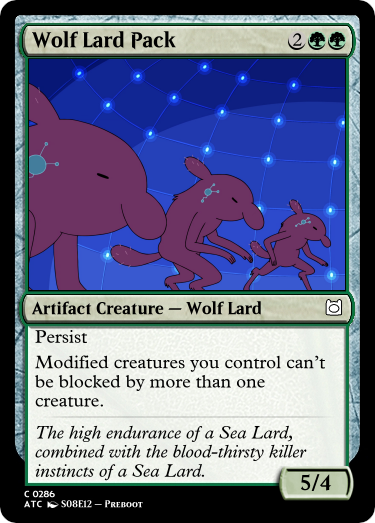 Wolf Lard Pack 2
Artifact Creature — Wolf Lard
Persist
Modified creatures you control can't
be blocked by more than one
creature.
The high endurance of a Sea Lard,
combined with the blood-thirsty killer
instincts of a Sea Lard.
5/4
C 0286
ATC S08E12 – Preboot